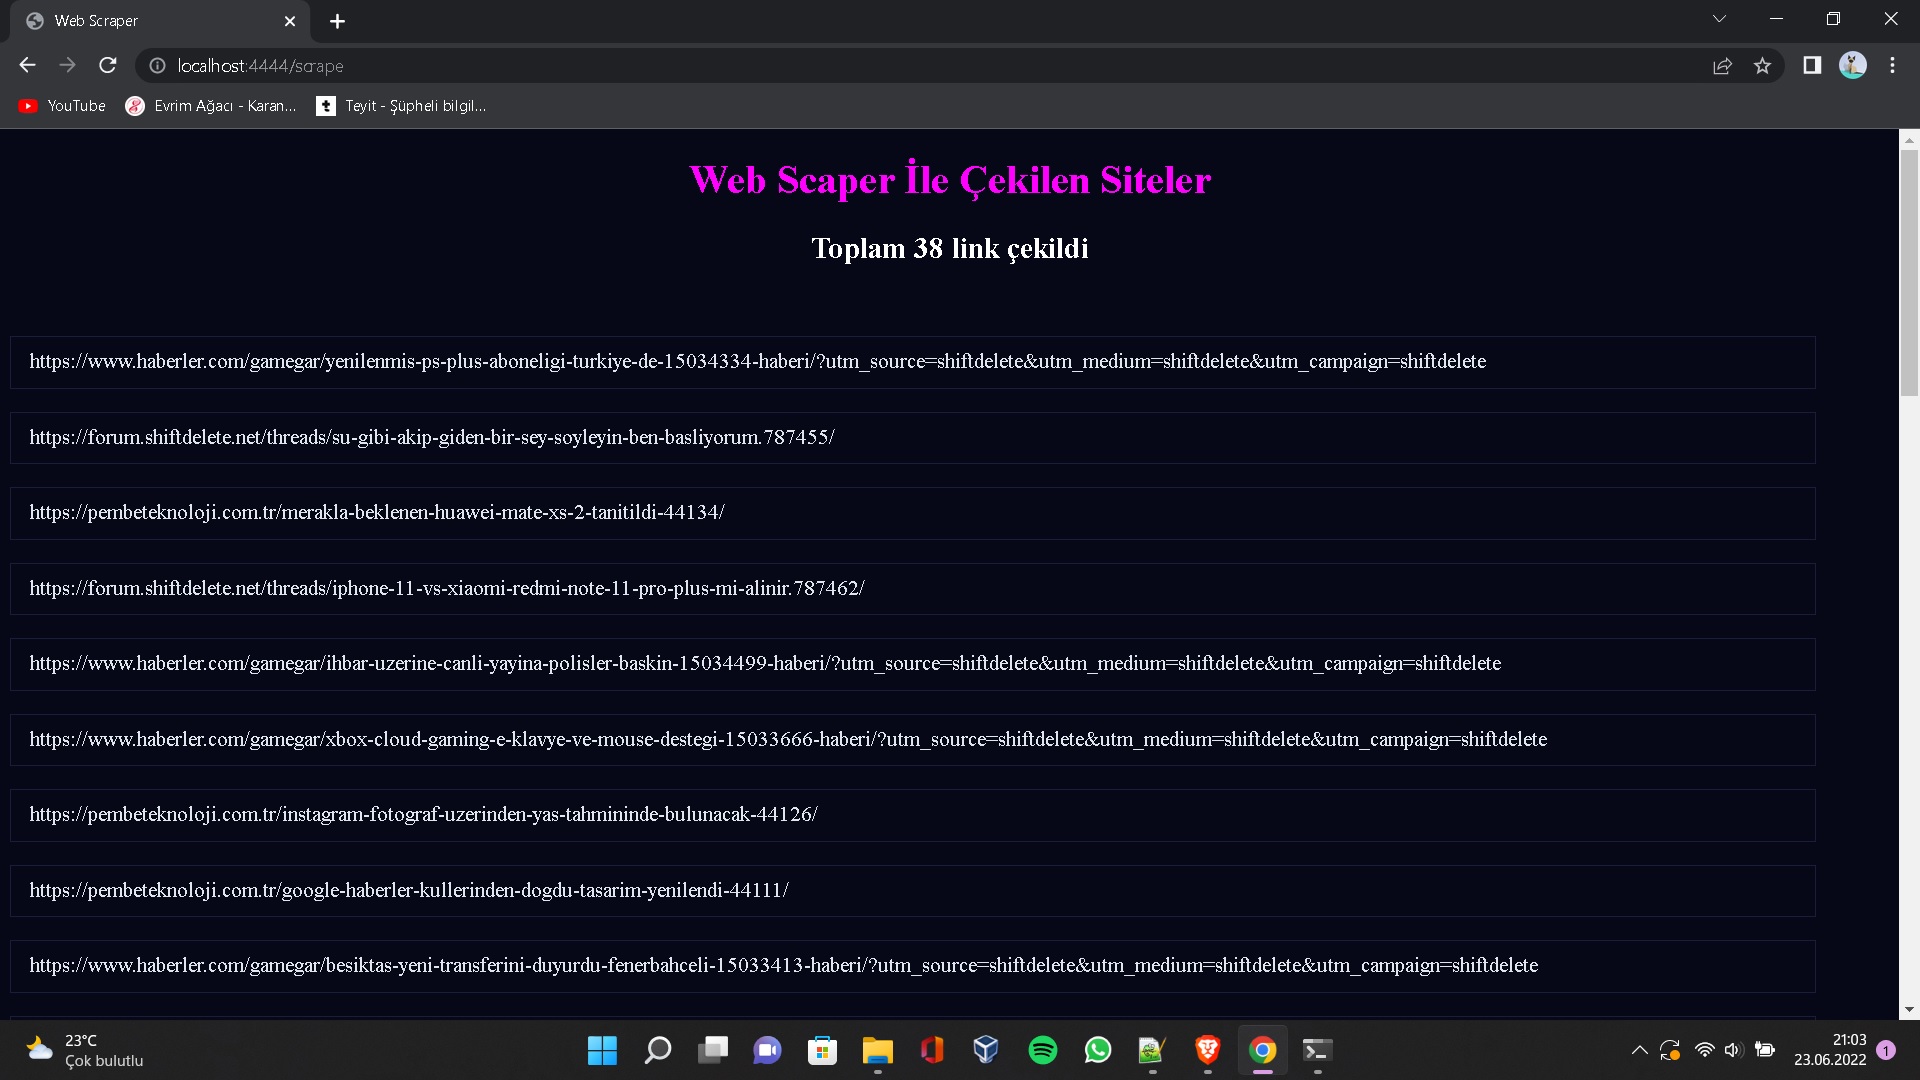 Web Scraper
localhost:4444/scrape
YouTube
Evrim Ağacı - Karan...
Teyit - Şüpheli bilgil...
Web Scaper İle Çekilen Siteler
Toplam 38 link çekildi
https://www.haberler.com/gamegar/yenilenmis-ps-plus-aboneligi-turkiye-de-15034334-haberi/?utm_source=shiftdelete&utm_medium=shiftdelete&utm_campaign=shiftdelete
https://forum.shiftdelete.net/threads/su-gibi-akip-giden-bir-sey-soyleyin-ben-basliyorum.787455/
https://pembeteknoloji.com.tr/merakla-beklenen-huawei-mate-xs-2-tanitildi-44134/
https://forum.shiftdelete.net/threads/iphone-11-vs-xiaomi-redmi-note-11-pro-plus-mi-alinir.787462/
https://www.haberler.com/gamegar/ihbar-uzerine-canli-yayina-polisler-baskin-15034499-haberi/?utm_source=shiftdelete&utm_medium=shiftdelete&utm_campaign=shiftdelete
https://www.haberler.com/gamegar/xbox-cloud-gaming-e-klavye-ve-mouse-destegi-15033666-haberi/?utm_source=shiftdelete&utm_medium=shiftdelete&utm_campaign=shiftdelete
https://pembeteknoloji.com.tr/instagram-fotograf-uzerinden-yas-tahmininde-bulunacak-44126/
https://pembeteknoloji.com.tr/google-haberler-kullerinden-dogdu-tasarim-yenilendi-44111/
https://www.haberler.com/gamegar/besiktas-yeni-transferini-duyurdu-fenerbahceli-15033413-haberi/?utm_source=shiftdelete&utm_medium=shiftdelete&utm_campaign=shiftdelete
23°C
Çok bulutlu
21:03
23.06.2022
1